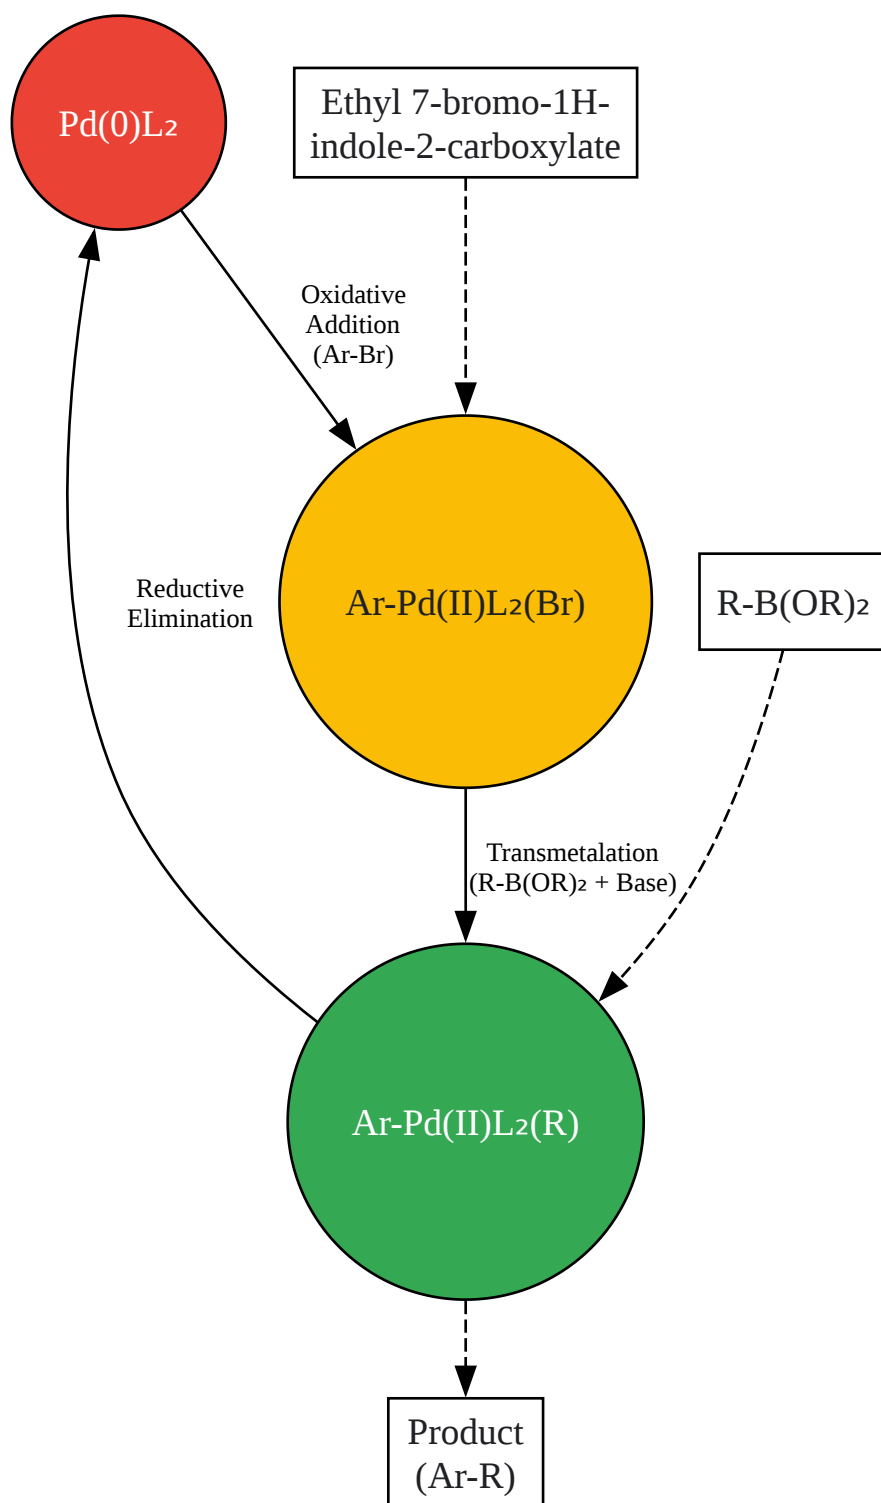 Pd(0)L₂
Ethyl 7-bromo-1H-
indole-2-carboxylate
Oxidative
Addition
(Ar-Br)
Reductive
Elimination
Ar-Pd(II)L₂(Br)
R-B(OR)₂
Transmetalation
(R-B(OR)₂ + Base)
Ar-Pd(II)L₂(R)
Product
(Ar-R)